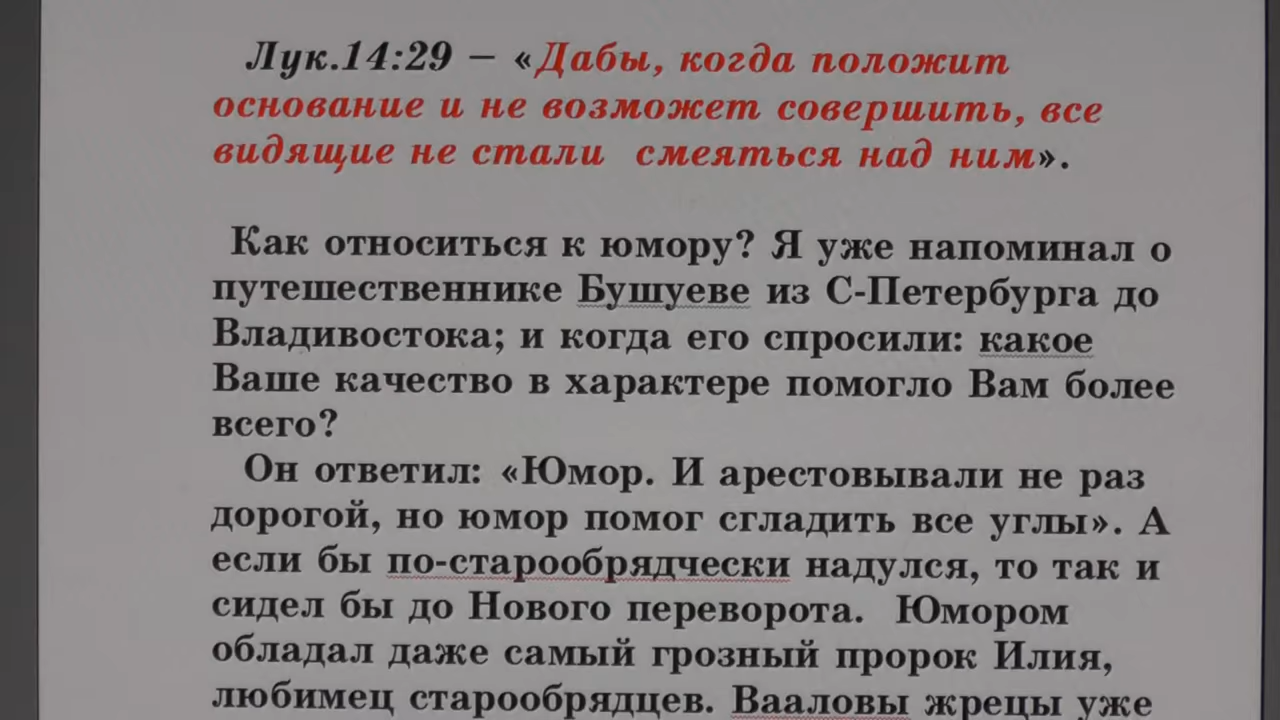 Лук.14:29 – «Дабы, когда положит
основание и не возможет совершить, все
видящие не стали смеяться над ним».
Как относиться к юмору? Я уже напоминал о
путешественнике Бушуеве из С-Петербурга до
Владивостока; и когда его спросили: какое
Ваше качество в характере помогло Вам более
всего?
Он ответил: «Юмор. И арестовывали не раз
дорогой, но юмор помог сгладить все углы». А
если бы по-старообрядчески надулся, то так и
сидел бы до Нового переворота. Юмором
обладал даже самый грозный пророк Илия,
любимец старообрядцев. Вааловы жрецы уже